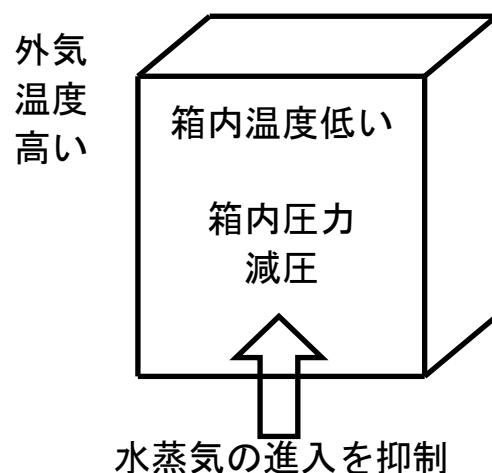 外気
温度
高い
箱内温度低い
箱内圧力
減圧
水蒸気の進入を抑制